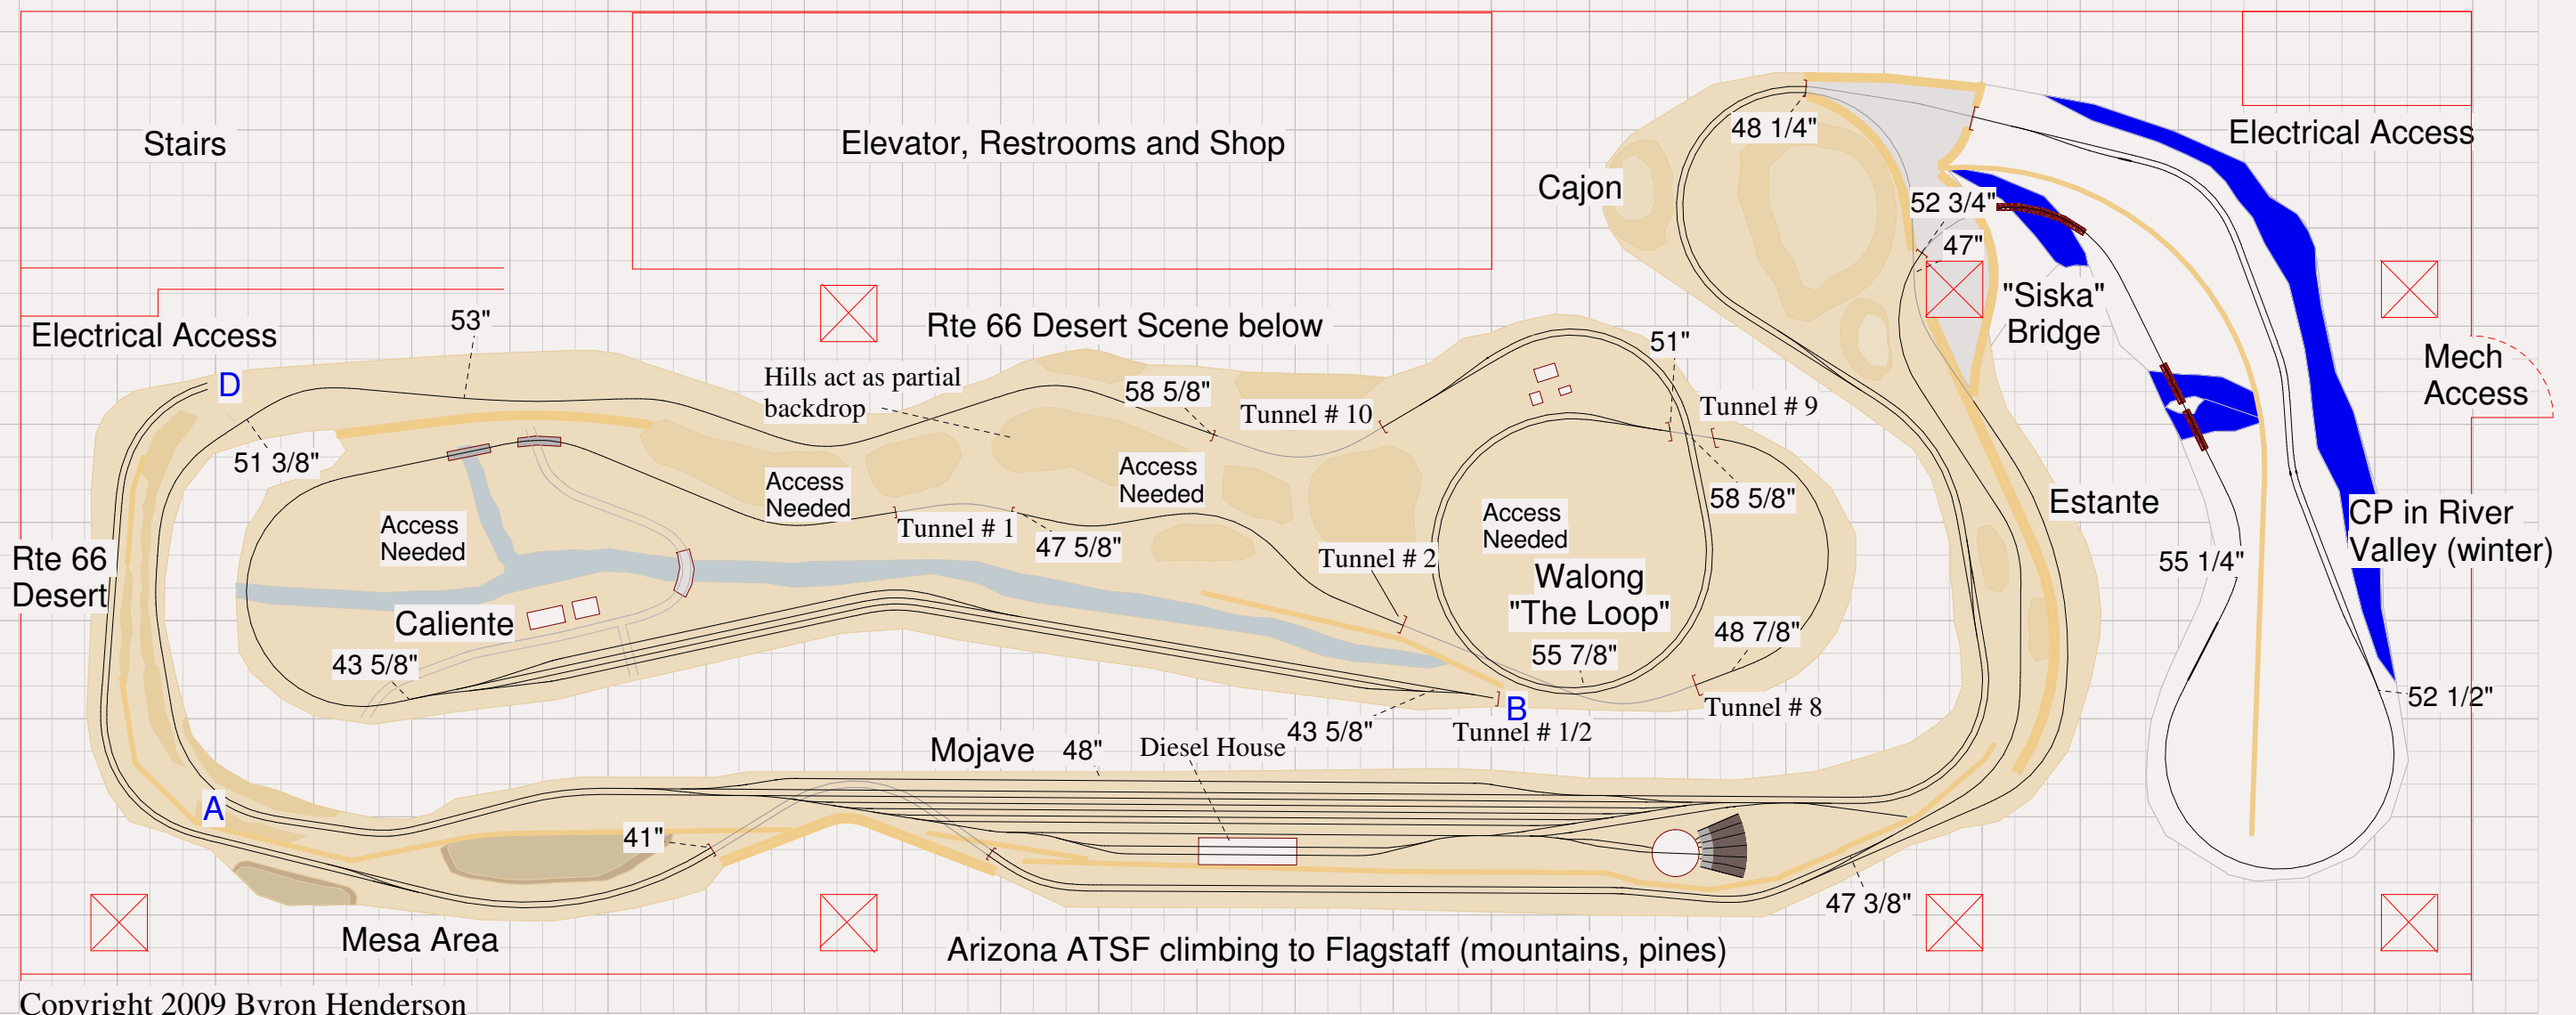 Stairs
Elevator, Restrooms and Shop
48 1/4"
Electrical Access
Cajon
52 3/4"
47"
"Siska"
Bridge
Electrical Access
53"
Rte 66 Desert Scene below
51"
Mech
Access
D
Hills act as partial
backdrop
58 5/8"
Tunnel # 10
Tunnel # 9
51 3/8"
Access
Needed
Access
Needed
58 5/8"
Estante
Access
Needed
Tunnel # 1
47 5/8"
Access
Needed
CP in River
Valley (winter)
Rte 66
Desert
Tunnel # 2
Walong
"The Loop"
55 1/4"
Caliente
48 7/8"
43 5/8"
55 7/8"
52 1/2"
B
Tunnel # 8
43 5/8"
Tunnel # 1/2
Mojave
48"
Diesel House
A
41"
47 3/8"
Mesa Area
Arizona ATSF climbing to Flagstaff (mountains, pines)
Copyright 2009 Byron Henderson